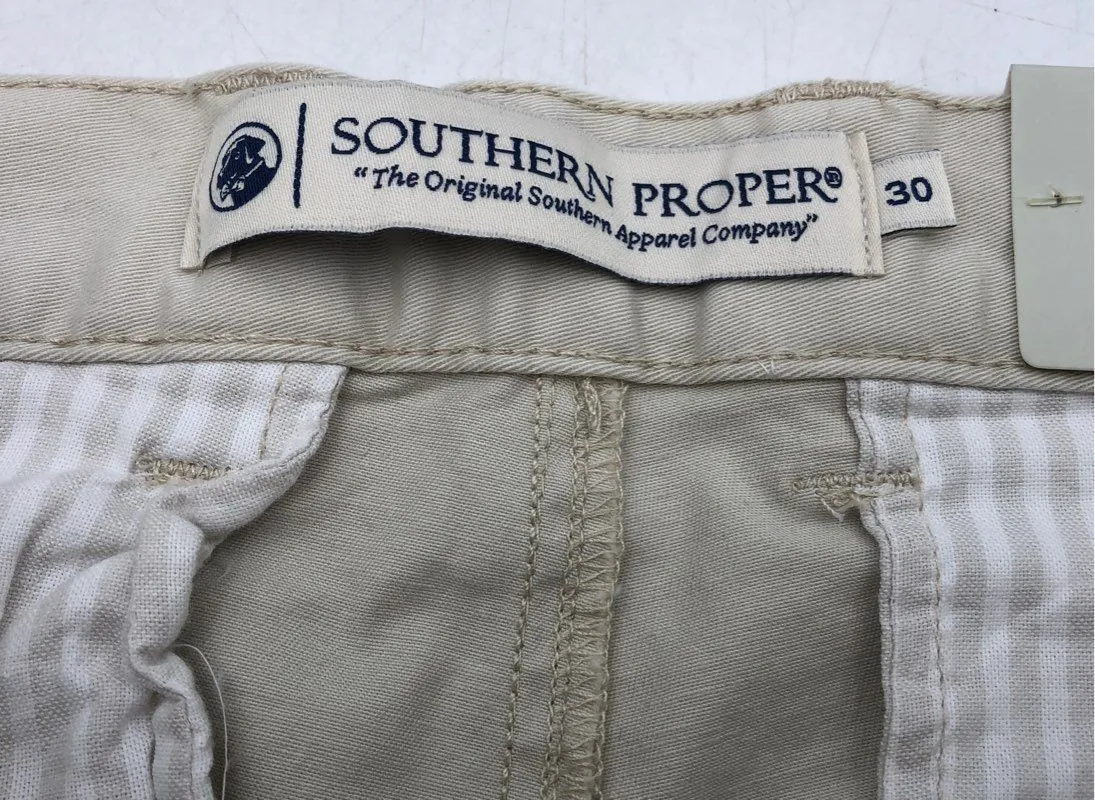 SOUTHERN PROPER®
“The Original Southern Apparel Company”
30